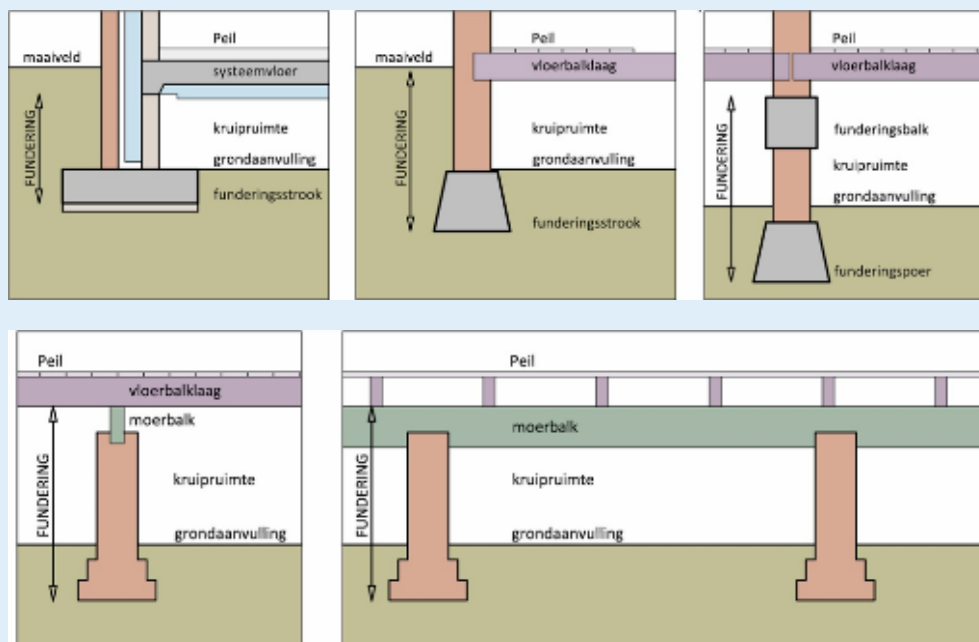 Peil
maaiveld
systeemvloer
FUNDERING
kruipruimte
grondaanvulling
funderingsstrook
Peil
maaiveld
vloerbalklaag
FUNDERING
kruipruimte
grondaanvulling
funderingsstrook
Peil
vloerbalklaag
FUNDERING
funderingsbalk
kruipruimte
grondaanvulling
funderingspoer
Peil
vloerbalklaag
moerbalk
FUNDERING
kruipruimte
grondaanvulling
Peil
moerbalk
FUNDERING
kruipruimte
grondaanvulling